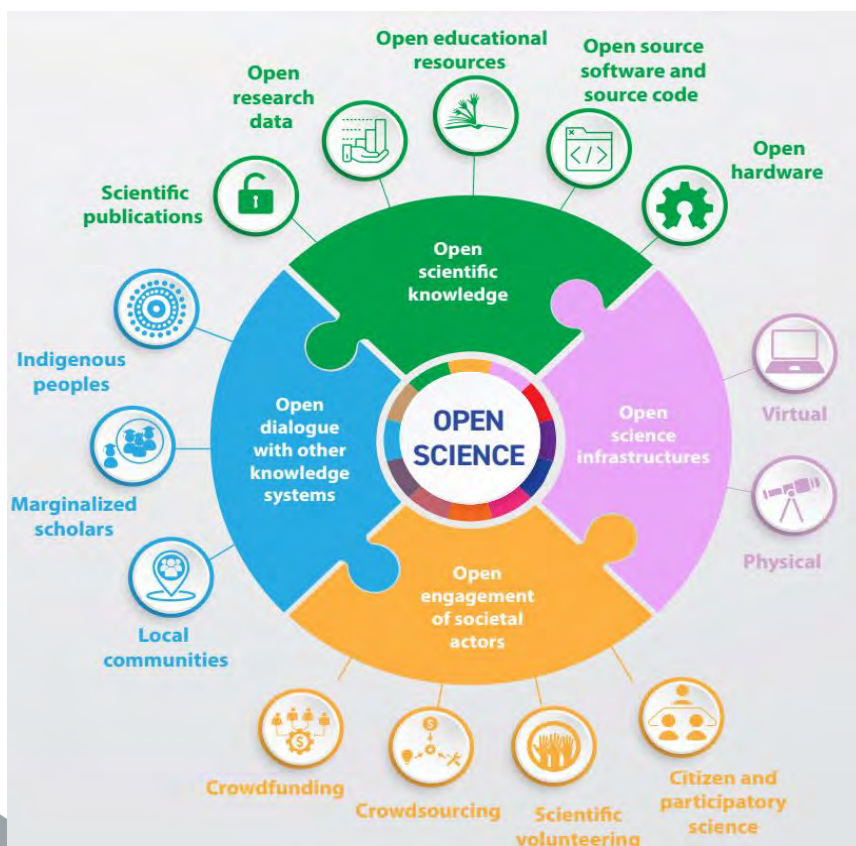 Open educational
resources
Open source
software and
source code
Open
research
data
Open
hardware
Scientific
publications
Open
scientific
knowledge
Indigenous
peoples
Open
dialogue
with other
knowledge
systems
OPEN
SCIENCE
Open
science
infrastructures
Virtual
Marginalized
scholars
Physical
Open
engagement
of societal
actors
Local
communities
Crowdfunding
Crowdsourcing
Scientific
volunteering
Citizen and
participatory
science